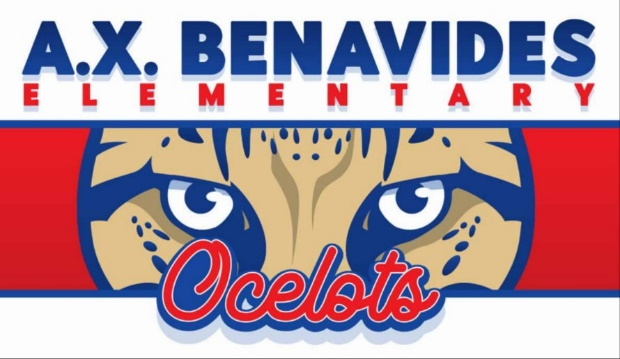 A.X. BENAVIDES
ELEMENTARY
Ocelots